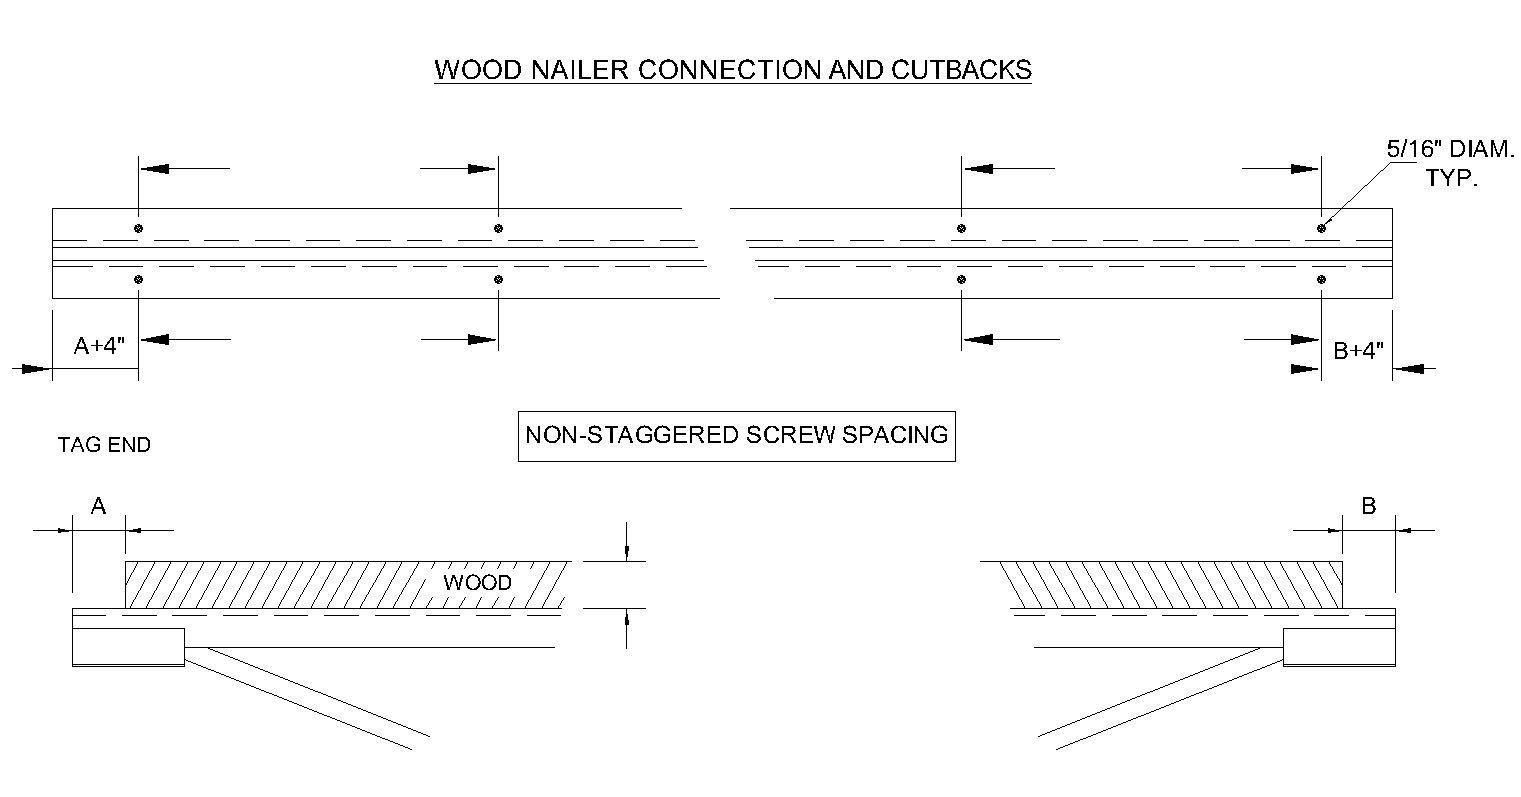 WOOD NAILER CONNECTION AND CUTBACKS
5/16" DIAM.
TYP.
A+4"
B+4"
NON-STAGGERED SCREW SPACING
TAG END
A
B
WOOD